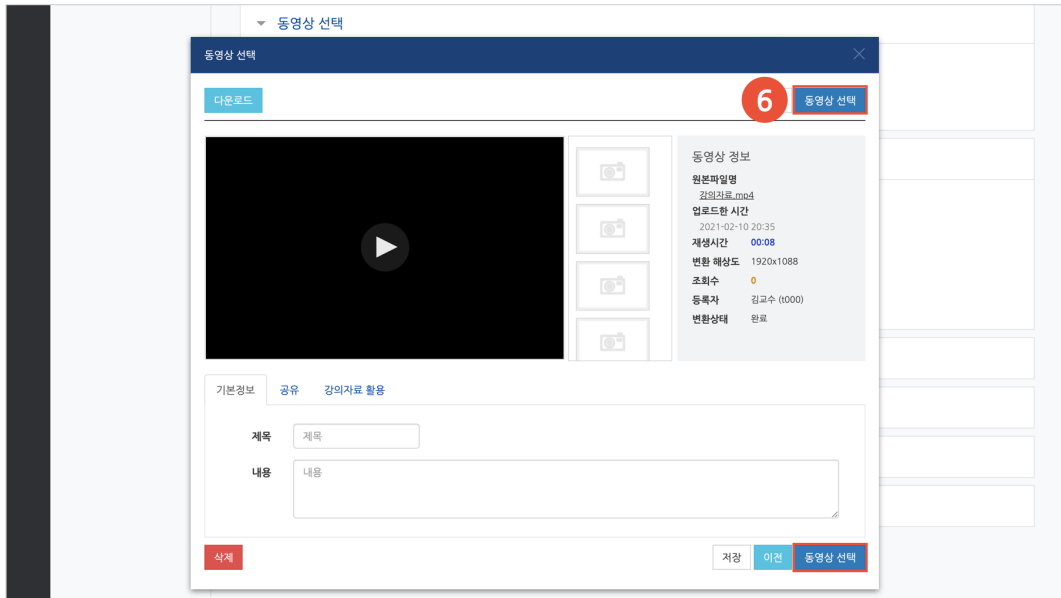 동영상 선택
동영상 선택
다운로드
6 동영상 선택
동영상 정보
원본파일명
강의자료.mp4
업로드한 시간
2021-02-10 20:35
재생시간 00:08
변환 해상도 1920x1088
조회수 0
등록자 김교수 (t000)
변환상태 완료
기본정보 공유 강의자료 활용
제목 제목
내용 내용
삭제 저장 이전 동영상 선택